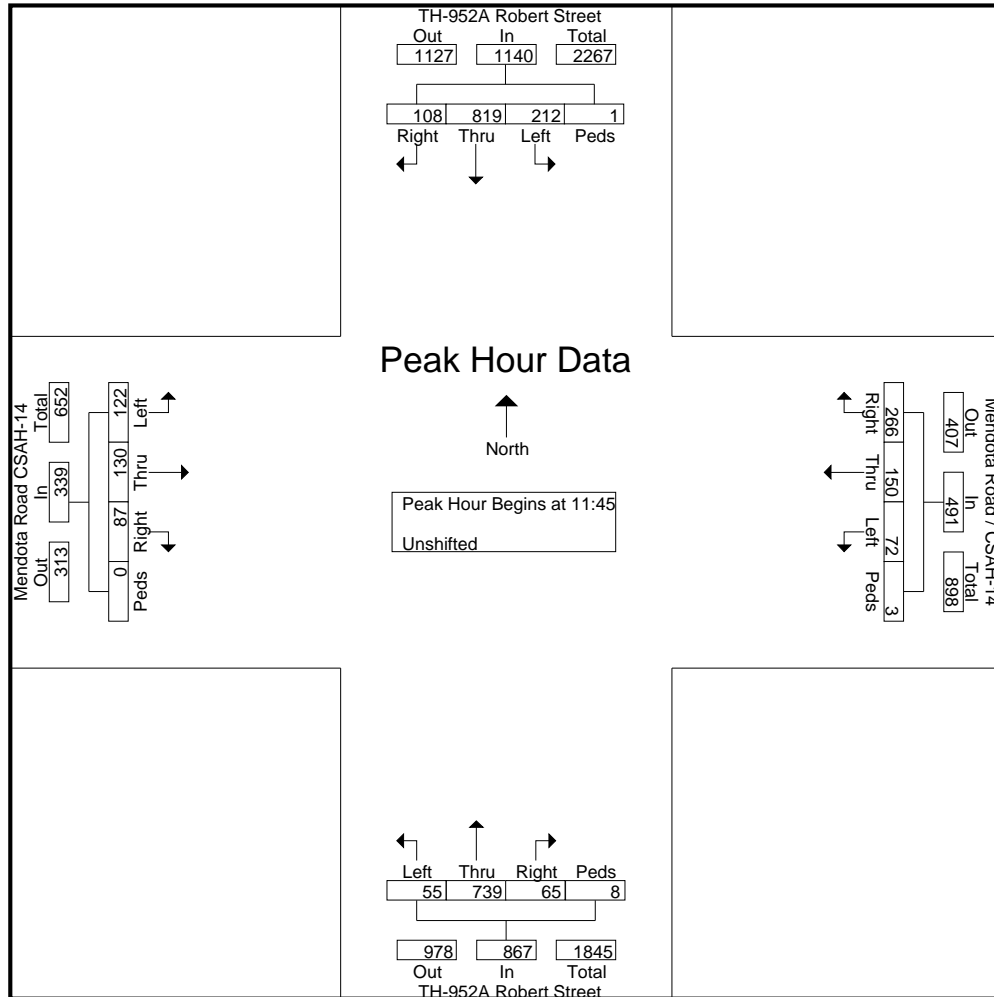 TH-952A Robert Street
Out In Total
1127 1140 2267
108 819 212 1
Right Thru Left Peds
Peak Hour Data
North
Peak Hour Begins at 11:45
Unshifted
Mendota Road CSAH-14
Total In Out
652 339 313
122 130 87 0
Left Thru Right Peds
Mendota Road / CSAH-14
Out In Total
407 491 898
266 150 72 3
Right Thru Left Peds
Left Thru Right Peds
55 739 65 8
978 867 1845
Out In Total
TH-952A Robert Street